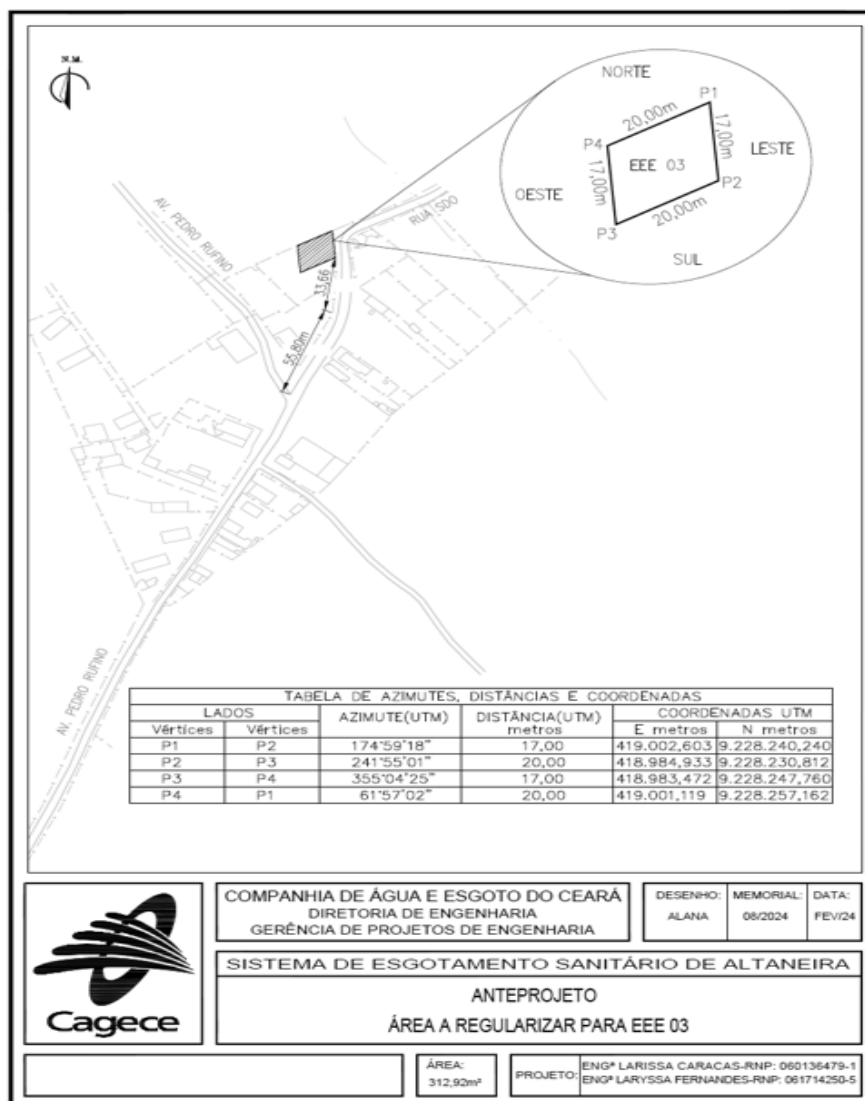 N.M.
NORTE
P1
20,00m
P4
17,00m
LESTE
EEE 03
17,00m
P2
OESTE
20,00m
P3
SUL
AV. PEDRO RUFINO
RUA SDO
33,66
55,80m
AV. PEDRO RUFINO
TABELA DE AZIMUTES, DISTÂNCIAS E COORDENADAS
LADOS AZIMUTE(UTM) DISTÂNCIA(UTM) metros COORDENADAS UTM
Vértices Vértices E metros N metros
P1 P2 174°59'18" 17,00 419.002,603 9.228.240,240
P2 P3 241°55'01" 20,00 418.984,933 9.228.230,812
P3 P4 355°04'25" 17,00 418.983,472 9.228.247,760
P4 P1 61°57'02" 20,00 419.001,119 9.228.257,162
Cagece
COMPANHIA DE ÁGUA E ESGOTO DO CEARÁ
DIRETORIA DE ENGENHARIA
GERÊNCIA DE PROJETOS DE ENGENHARIA
DESENHO: MEMORIAL: DATA:
ALANA 08/2024 FEV/24
SISTEMA DE ESGOTAMENTO SANITÁRIO DE ALTANEIRA
ANTEPROJETO
ÁREA A REGULARIZAR PARA EEE 03
ÁREA:
312,92m²
PROJETO:
ENGª LARISSA CARACAS-RNP: 060136479-1
ENGª LARYSSA FERNANDES-RNP: 061714250-5